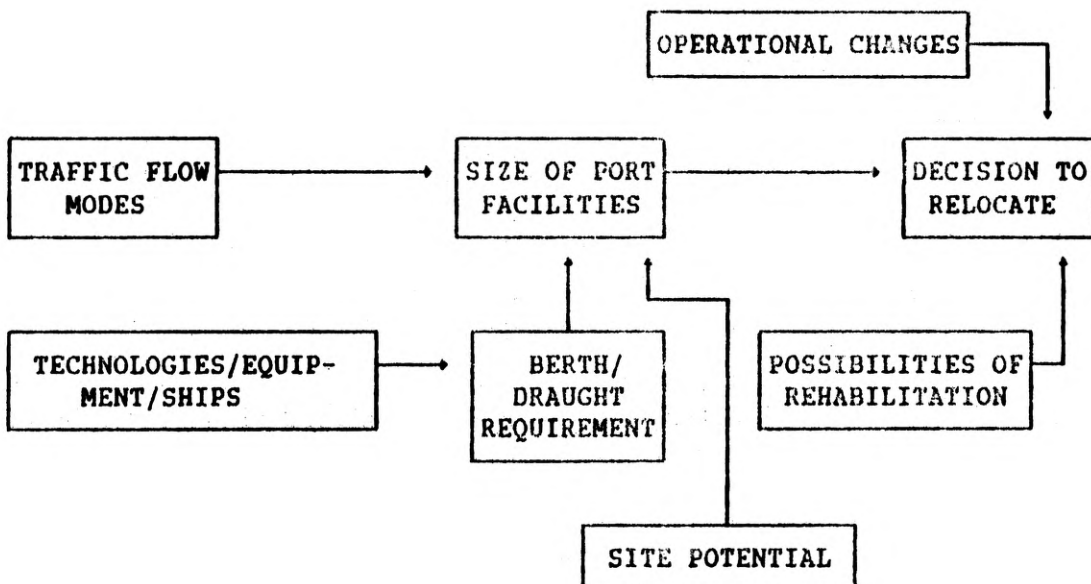 OPERATIONAL CHANGES
TRAFFIC FLOW
MODES
SIZE OF PORT
FACILITIES
DECISION TO
RELOCATE
TECHNOLOGIES/EQUIP-
MENT/SHIPS
BERTH/
DRAUGHT
REQUIREMENT
POSSIBILITIES OF
REHABILITATION
SITE POTENTIAL